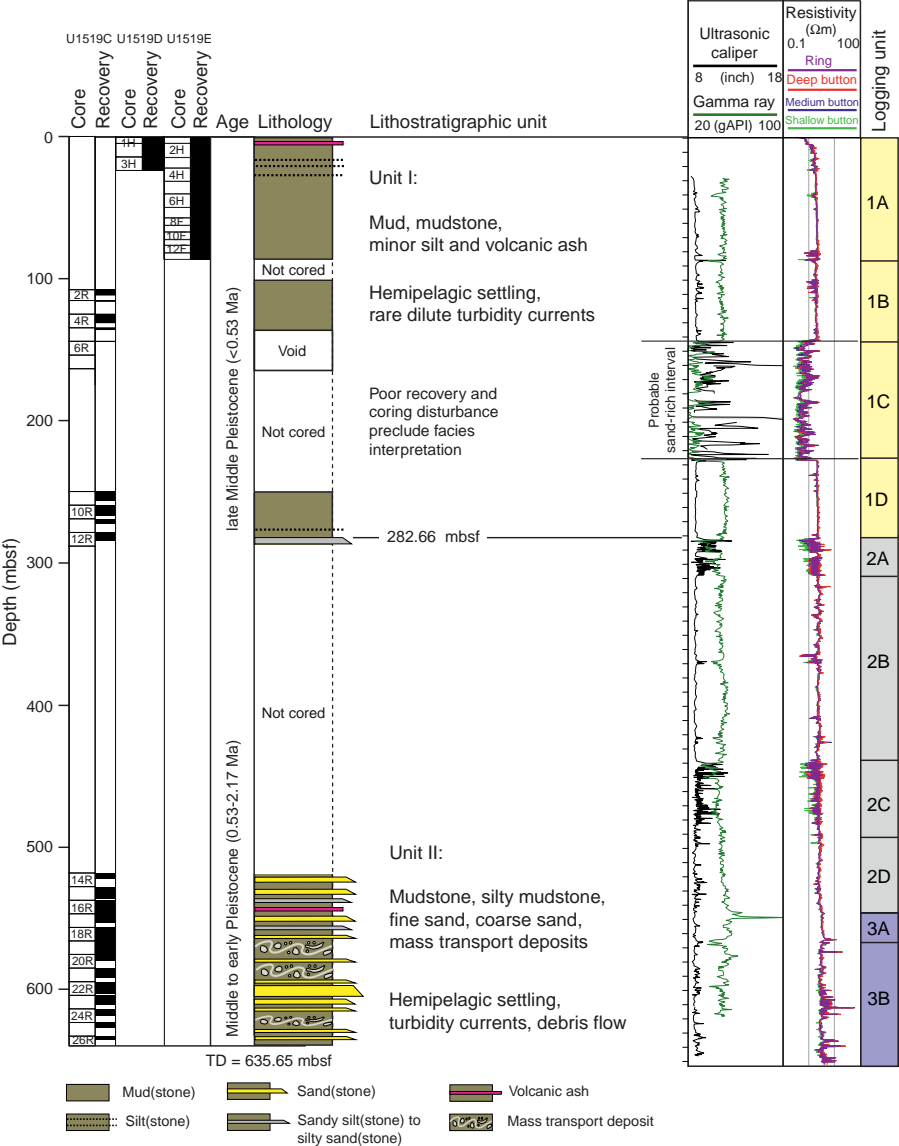 U1519C U1519D U1519E
Core
Recovery
Core
Recovery
Core
Recovery
Age
Lithology
Lithostratigraphic unit
Ultrasonic
caliper
8 (inch) 18
Gamma ray
20 (gAPI) 100
Resistivity
(Ωm)
0.1 100
Ring
Deep button
Medium button
Shallow button
Logging unit
Depth (mbsf)
0
100
200
300
400
500
600
2R
4R
6R
10R
12R
14R
16R
18R
20R
22R
24R
26R
1H
3H
2H
4H
6H
8F
10F
12F
late Middle Pleistocene (<0.53 Ma)
Middle to early Pleistocene (0.53-2.17 Ma)
Not cored
Void
Not cored
Not cored
Unit I:
Mud, mudstone,
minor silt and volcanic ash
Hemipelagic settling,
rare dilute turbidity currents
Poor recovery and
coring disturbance
preclude facies
interpretation
282.66 mbsf
Unit II:
Mudstone, silty mudstone,
fine sand, coarse sand,
mass transport deposits
Hemipelagic settling,
turbidity currents, debris flow
Probable
sand-rich interval
1A
1B
1C
1D
2A
2B
2C
2D
3A
3B
TD = 635.65 mbsf
Mud(stone)
Sand(stone)
Volcanic ash
Silt(stone)
Sandy silt(stone) to
silty sand(stone)
Mass transport deposit